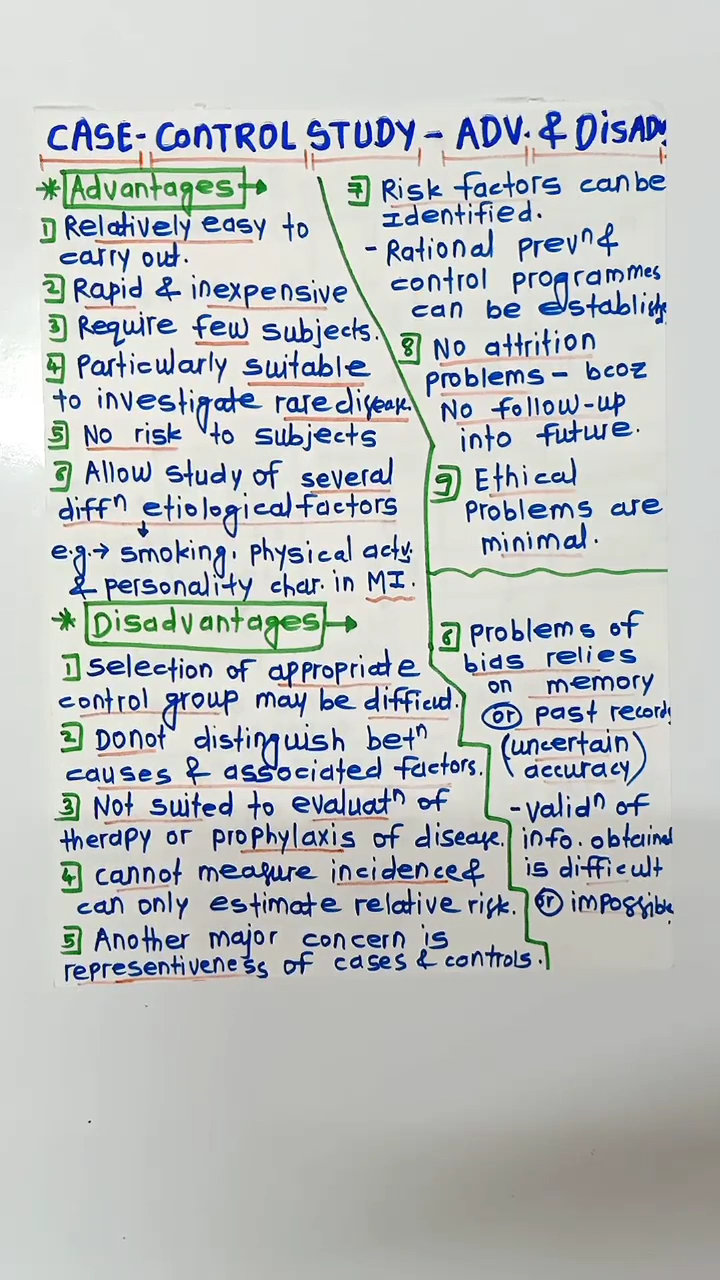 CASE-CONTROL STUDY - ADV. & DISADV
* Advantages →
1 Relatively easy to
carry out.
2 Rapid & inexpensive
3 Require few subjects.
4 Particularly suitable
to investigate rare disease.
5 No risk to subjects
6 Allow study of several
diffⁿ etiological factors
↓
e.g.→ smoking, physical actv.
& personality char. in MI.
7 Risk factors can be
Identified.
- Rational prevⁿ &
control programmes
can be establishe
8 No attrition
problems - bcoz
No follow-up
into future.
9 Ethical
Problems are
minimal.
* Disadvantages →
1 Selection of appropriate
control group may be difficul.
2 Donot distinguish betⁿ
causes & associated factors.
3 Not suited to evaluatⁿ of
therapy or prophylaxis of disease.
4 cannot measure incidence &
can only estimate relative risk.
5 Another major concern is
representiveness of cases & controls.
6 problems of
bias relies
on memory
or past records
(uncertain
accuracy)
- Validⁿ of
info. obtained
is difficult
or impossible